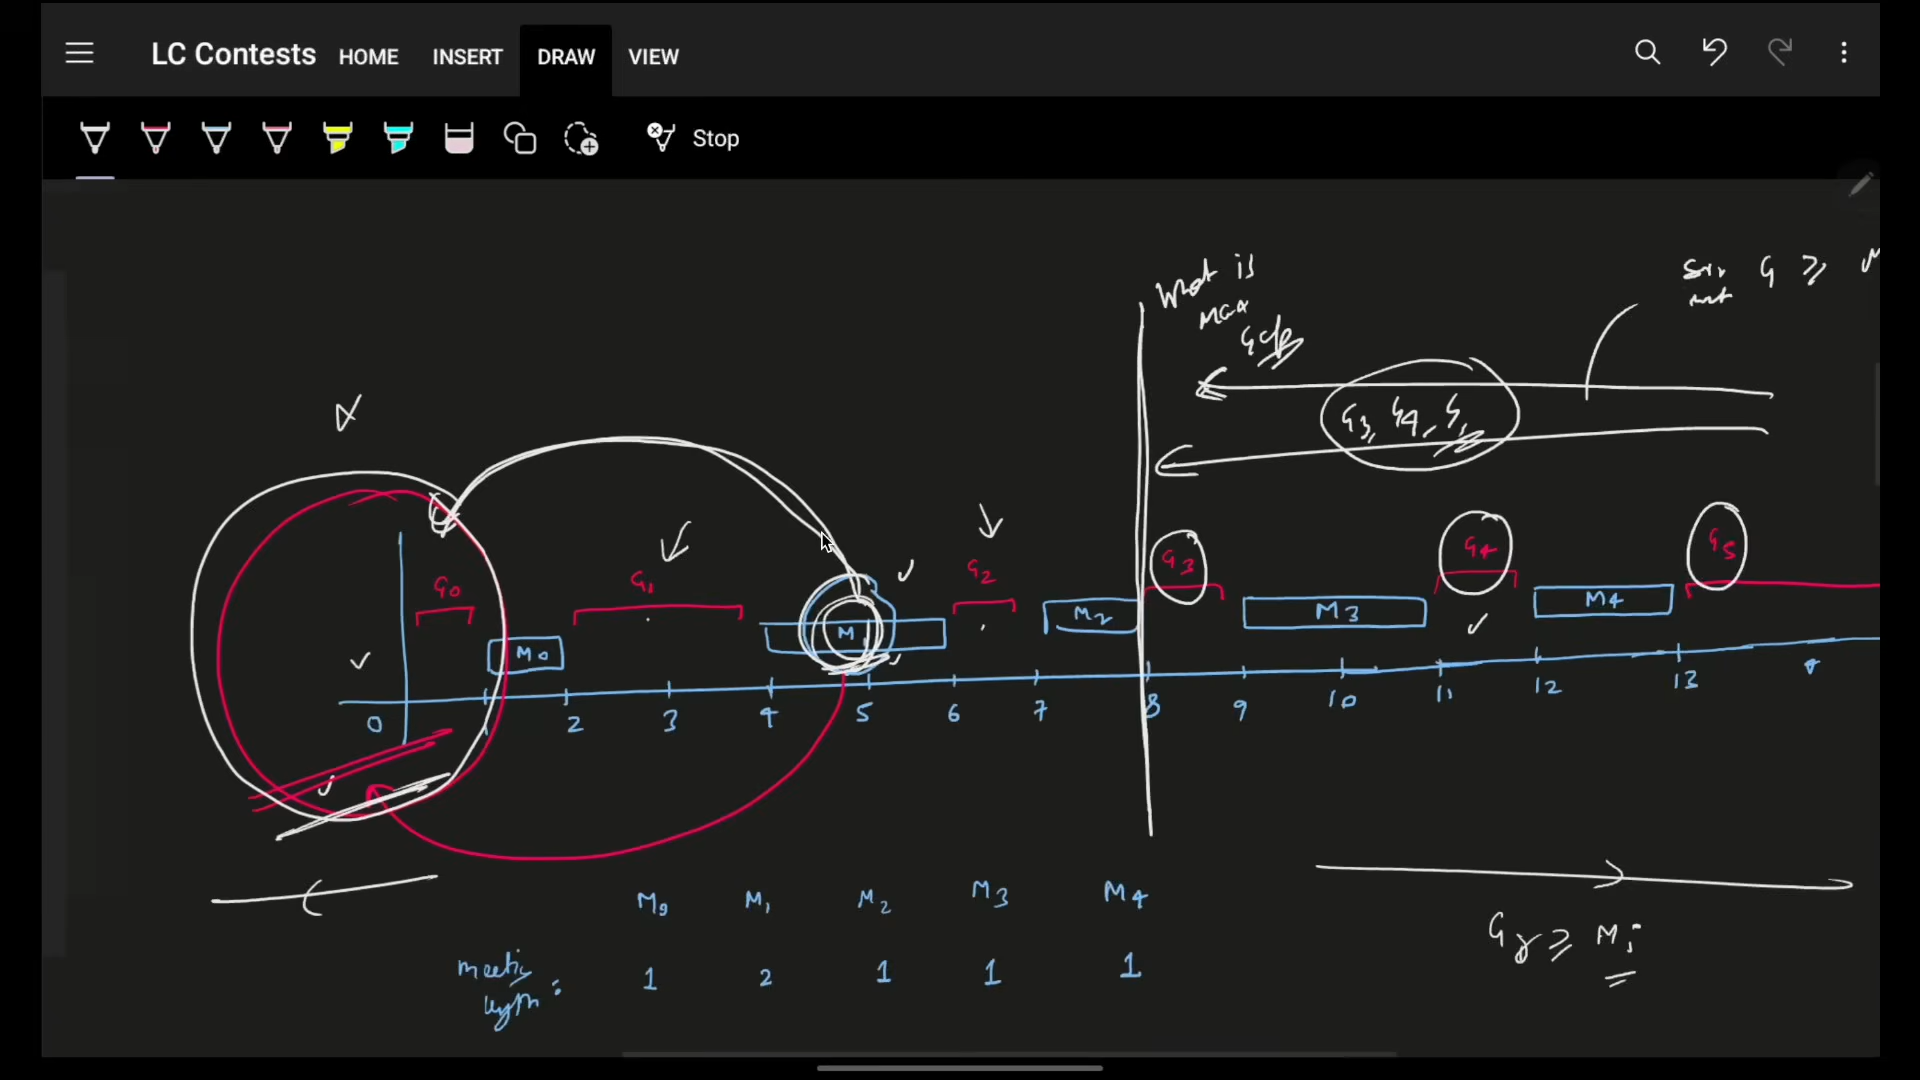 LC Contests HOME INSERT DRAW VIEW
Stop
What is
max
gap
G ≥
G3, G4, G5
G0 G1 G2 G3 G4 G5
M0 M1 M2 M3 M4
0 2 3 4 5 6 7 8 9 10 11 12 13
M0 M1 M2 M3 M4
meeting
length : 1 2 1 1 1
≥ Mi